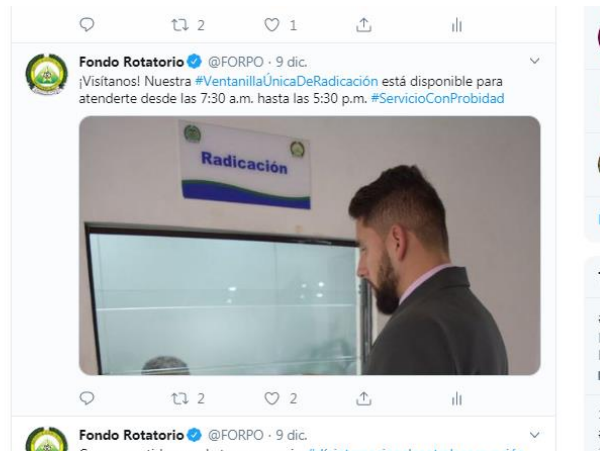 2 1
Fondo Rotatorio @FORPO · 9 dic.
¡Visítanos! Nuestra #VentanillaÚnicaDeRadicación está disponible para
atenderte desde las 7:30 a.m. hasta las 5:30 p.m. #ServicioConProbidad
Radicación
2 2
Fondo Rotatorio @FORPO · 9 dic.